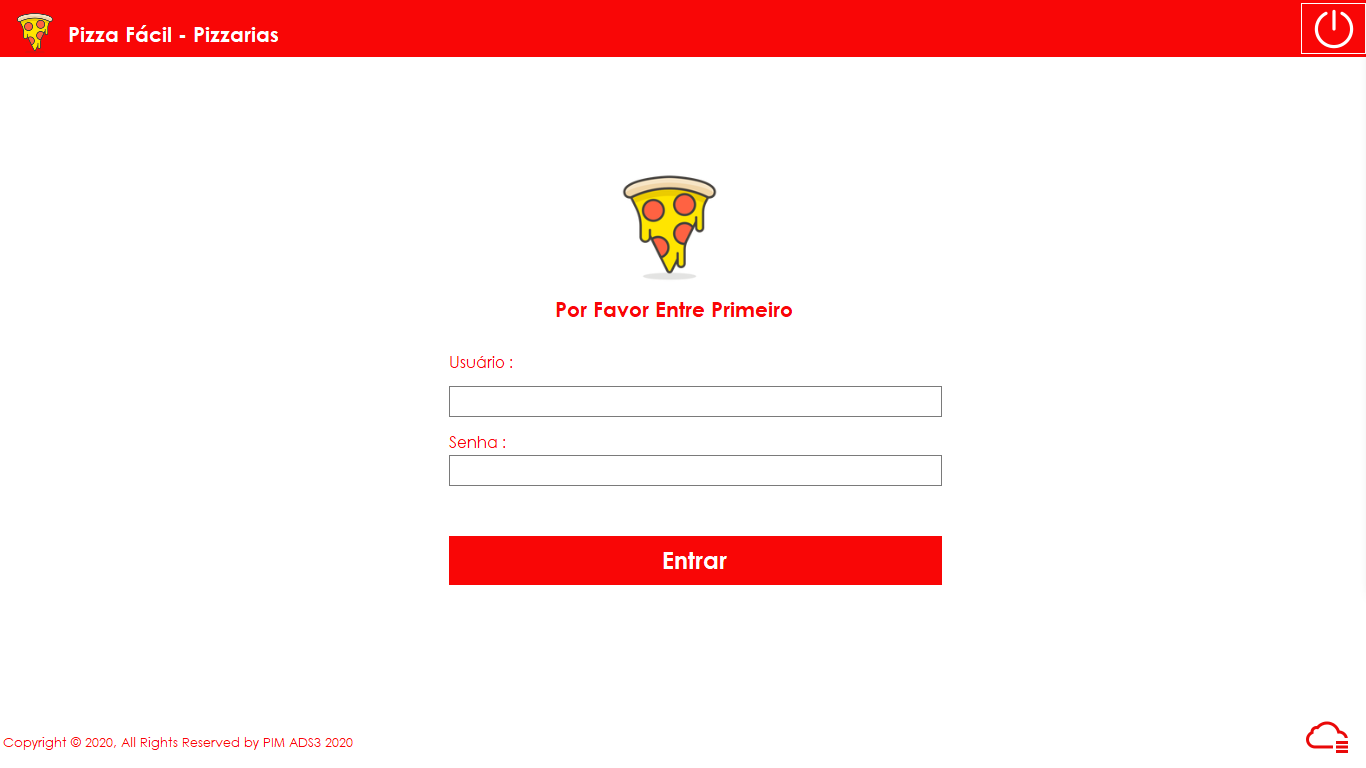 Pizza Fácil - Pizzarias
Por Favor Entre Primeiro
Usuário :
Senha :
Entrar
Copyright © 2020, All Rights Reserved by PIM ADS3 2020